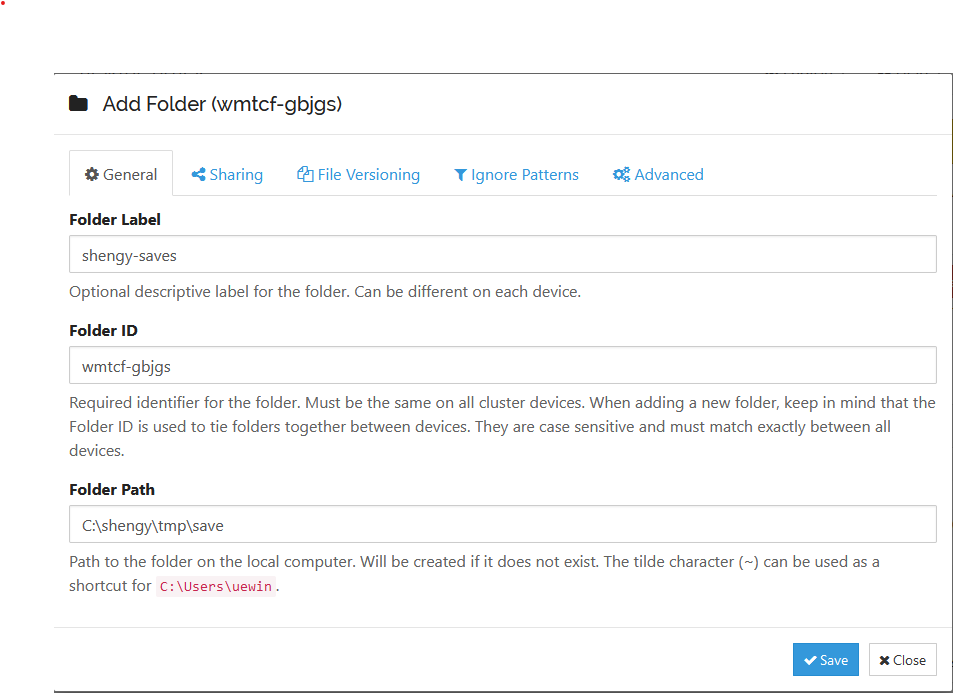 Add Folder (wmtcf-gbjgs)
General Sharing File Versioning Ignore Patterns Advanced
Folder Label
shengy-saves
Optional descriptive label for the folder. Can be different on each device.
Folder ID
wmtcf-gbjgs
Required identifier for the folder. Must be the same on all cluster devices. When adding a new folder, keep in mind that the
Folder ID is used to tie folders together between devices. They are case sensitive and must match exactly between all
devices.
Folder Path
C:\shengy\tmp\save
Path to the folder on the local computer. Will be created if it does not exist. The tilde character (~) can be used as a
shortcut for C:\Users\uewin.
Save Close